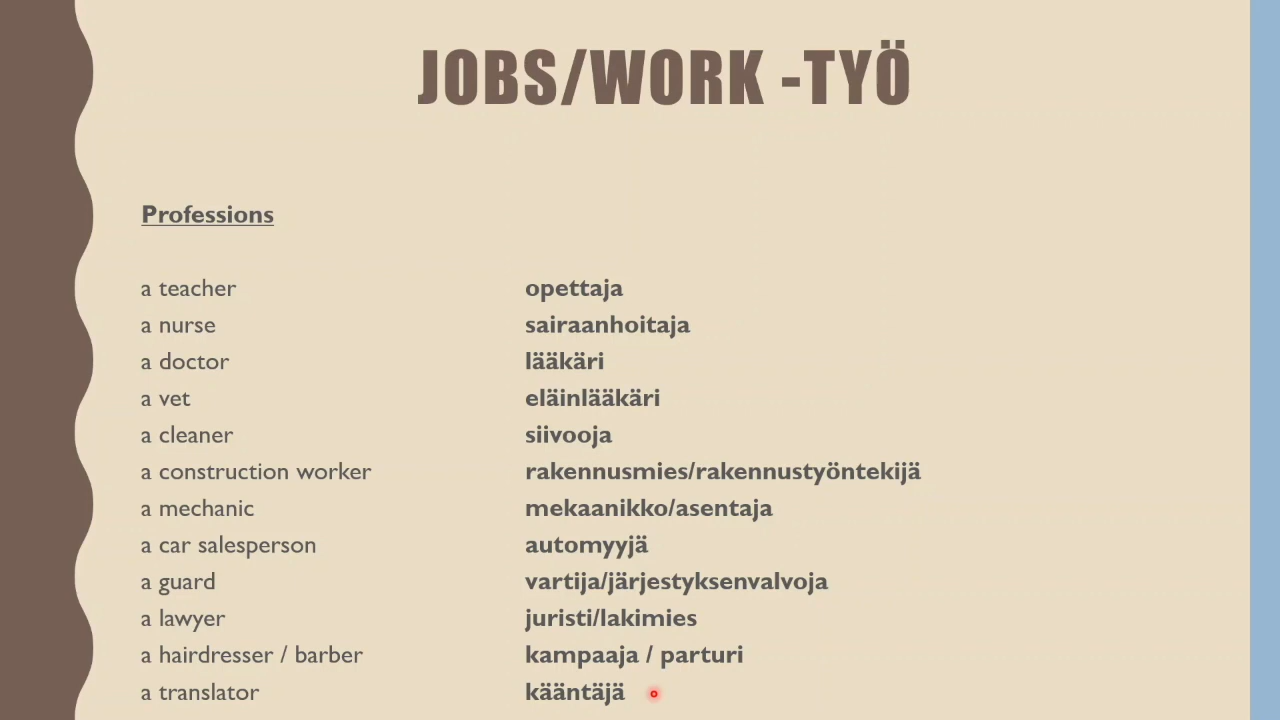 JOBS/WORK -TYÖ
Professions
a teacher opettaja
a nurse sairaanhoitaja
a doctor lääkäri
a vet eläinlääkäri
a cleaner siivooja
a construction worker rakennusmies/rakennustyöntekijä
a mechanic mekaanikko/asentaja
a car salesperson automyyjä
a guard vartija/järjestyksenvalvoja
a lawyer juristi/lakimies
a hairdresser / barber kampaaja / parturi
a translator kääntäjä